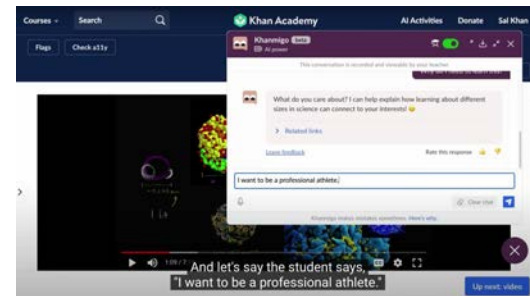 Courses
Search
Khan Academy
AI Activities
Donate
Sal Khan
Flags
Check a11y
Khanmigo Beta
AI power
This conversation is recorded and viewable by your teacher
What do you care about? I can help explain how learning about different
sizes in science can connect to your interests!
Related links
Leave feedback
Rate this response
I want to be a professional athlete.
Clear chat
Khanmigo makes mistakes sometimes. Here's why.
And let's say the student says,
"I want to be a professional athlete."
Up next: video